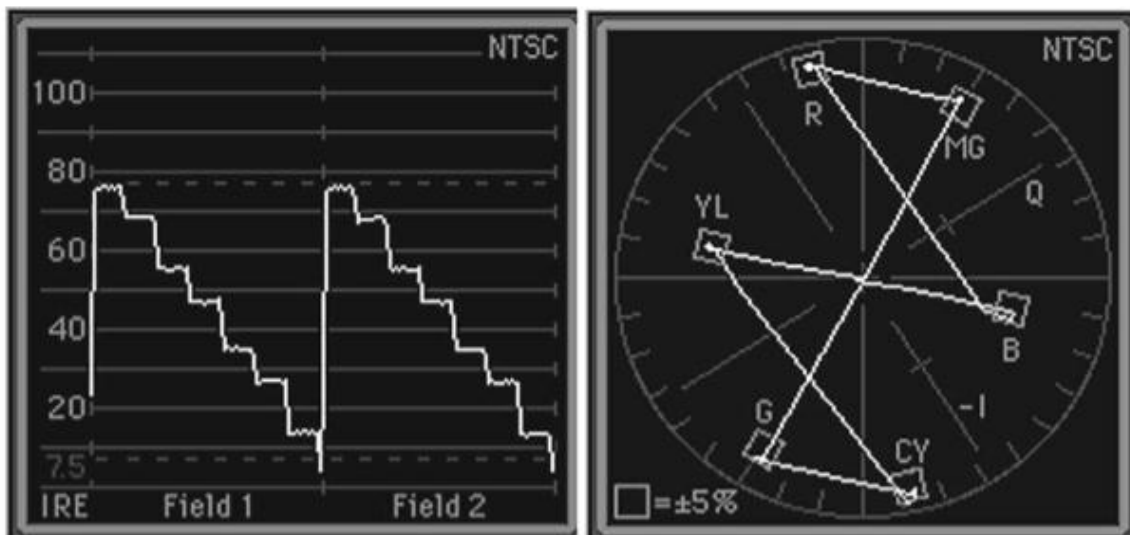 NTSC
100
80
60
40
20
7.5
IRE Field 1 Field 2
NTSC
R
MG
Q
YL
B
-I
G
CY
=±5%